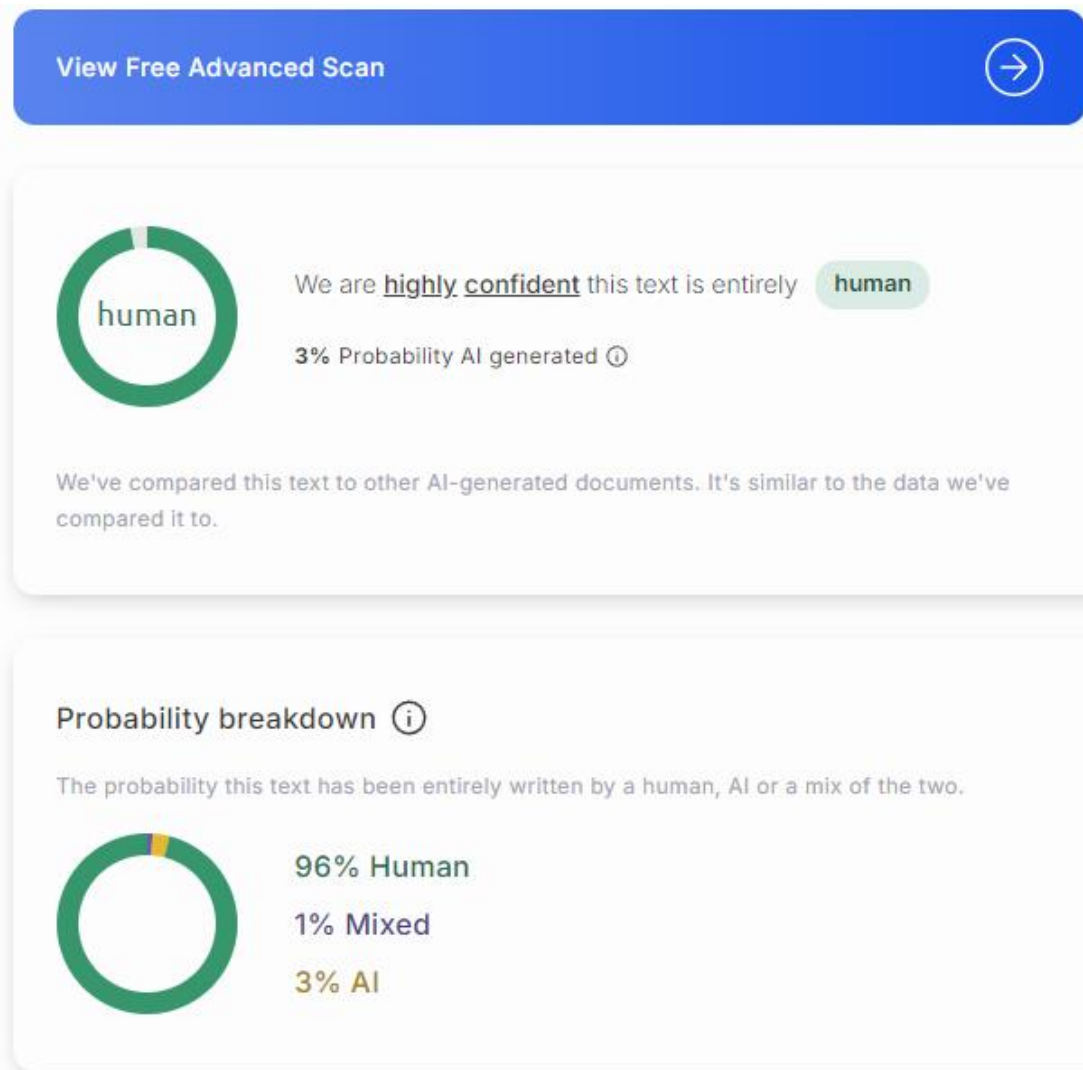 View Free Advanced Scan
human
We are highly confident this text is entirely human
3% Probability AI generated
We've compared this text to other AI-generated documents. It's similar to the data we've
compared it to.
Probability breakdown
The probability this text has been entirely written by a human, AI or a mix of the two.
96% Human
1% Mixed
3% AI